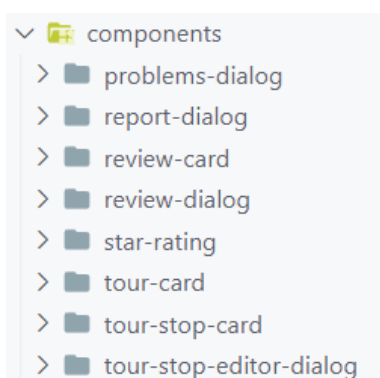 components
problems-dialog
report-dialog
review-card
review-dialog
star-rating
tour-card
tour-stop-card
tour-stop-editor-dialog